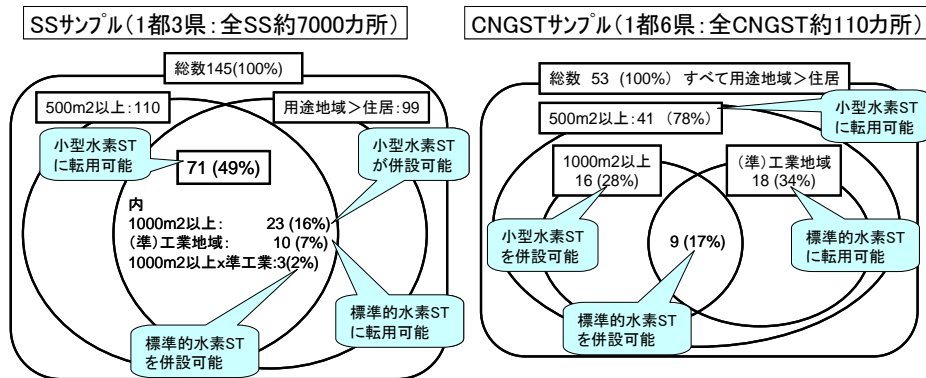 SSサンプル(1都3県:全SS約7000カ所)
総数145(100%)
500m2以上:110
用途地域>住居:99
小型水素ST
に転用可能
小型水素ST
が併設可能
71 (49%)
内
1000m2以上: 23 (16%)
(準)工業地域: 10 (7%)
1000m2以上x準工業:3(2%)
標準的水素ST
を併設可能
標準的水素ST
に転用可能
CNGSTサンプル(1都6県:全CNGST約110カ所)
総数 53 (100%) すべて用途地域>住居
500m2以上:41 (78%)
小型水素ST
に転用可能
1000m2以上
16 (28%)
(準)工業地域
18 (34%)
小型水素ST
を併設可能
9 (17%)
標準的水素ST
に転用可能
標準的水素ST
を併設可能